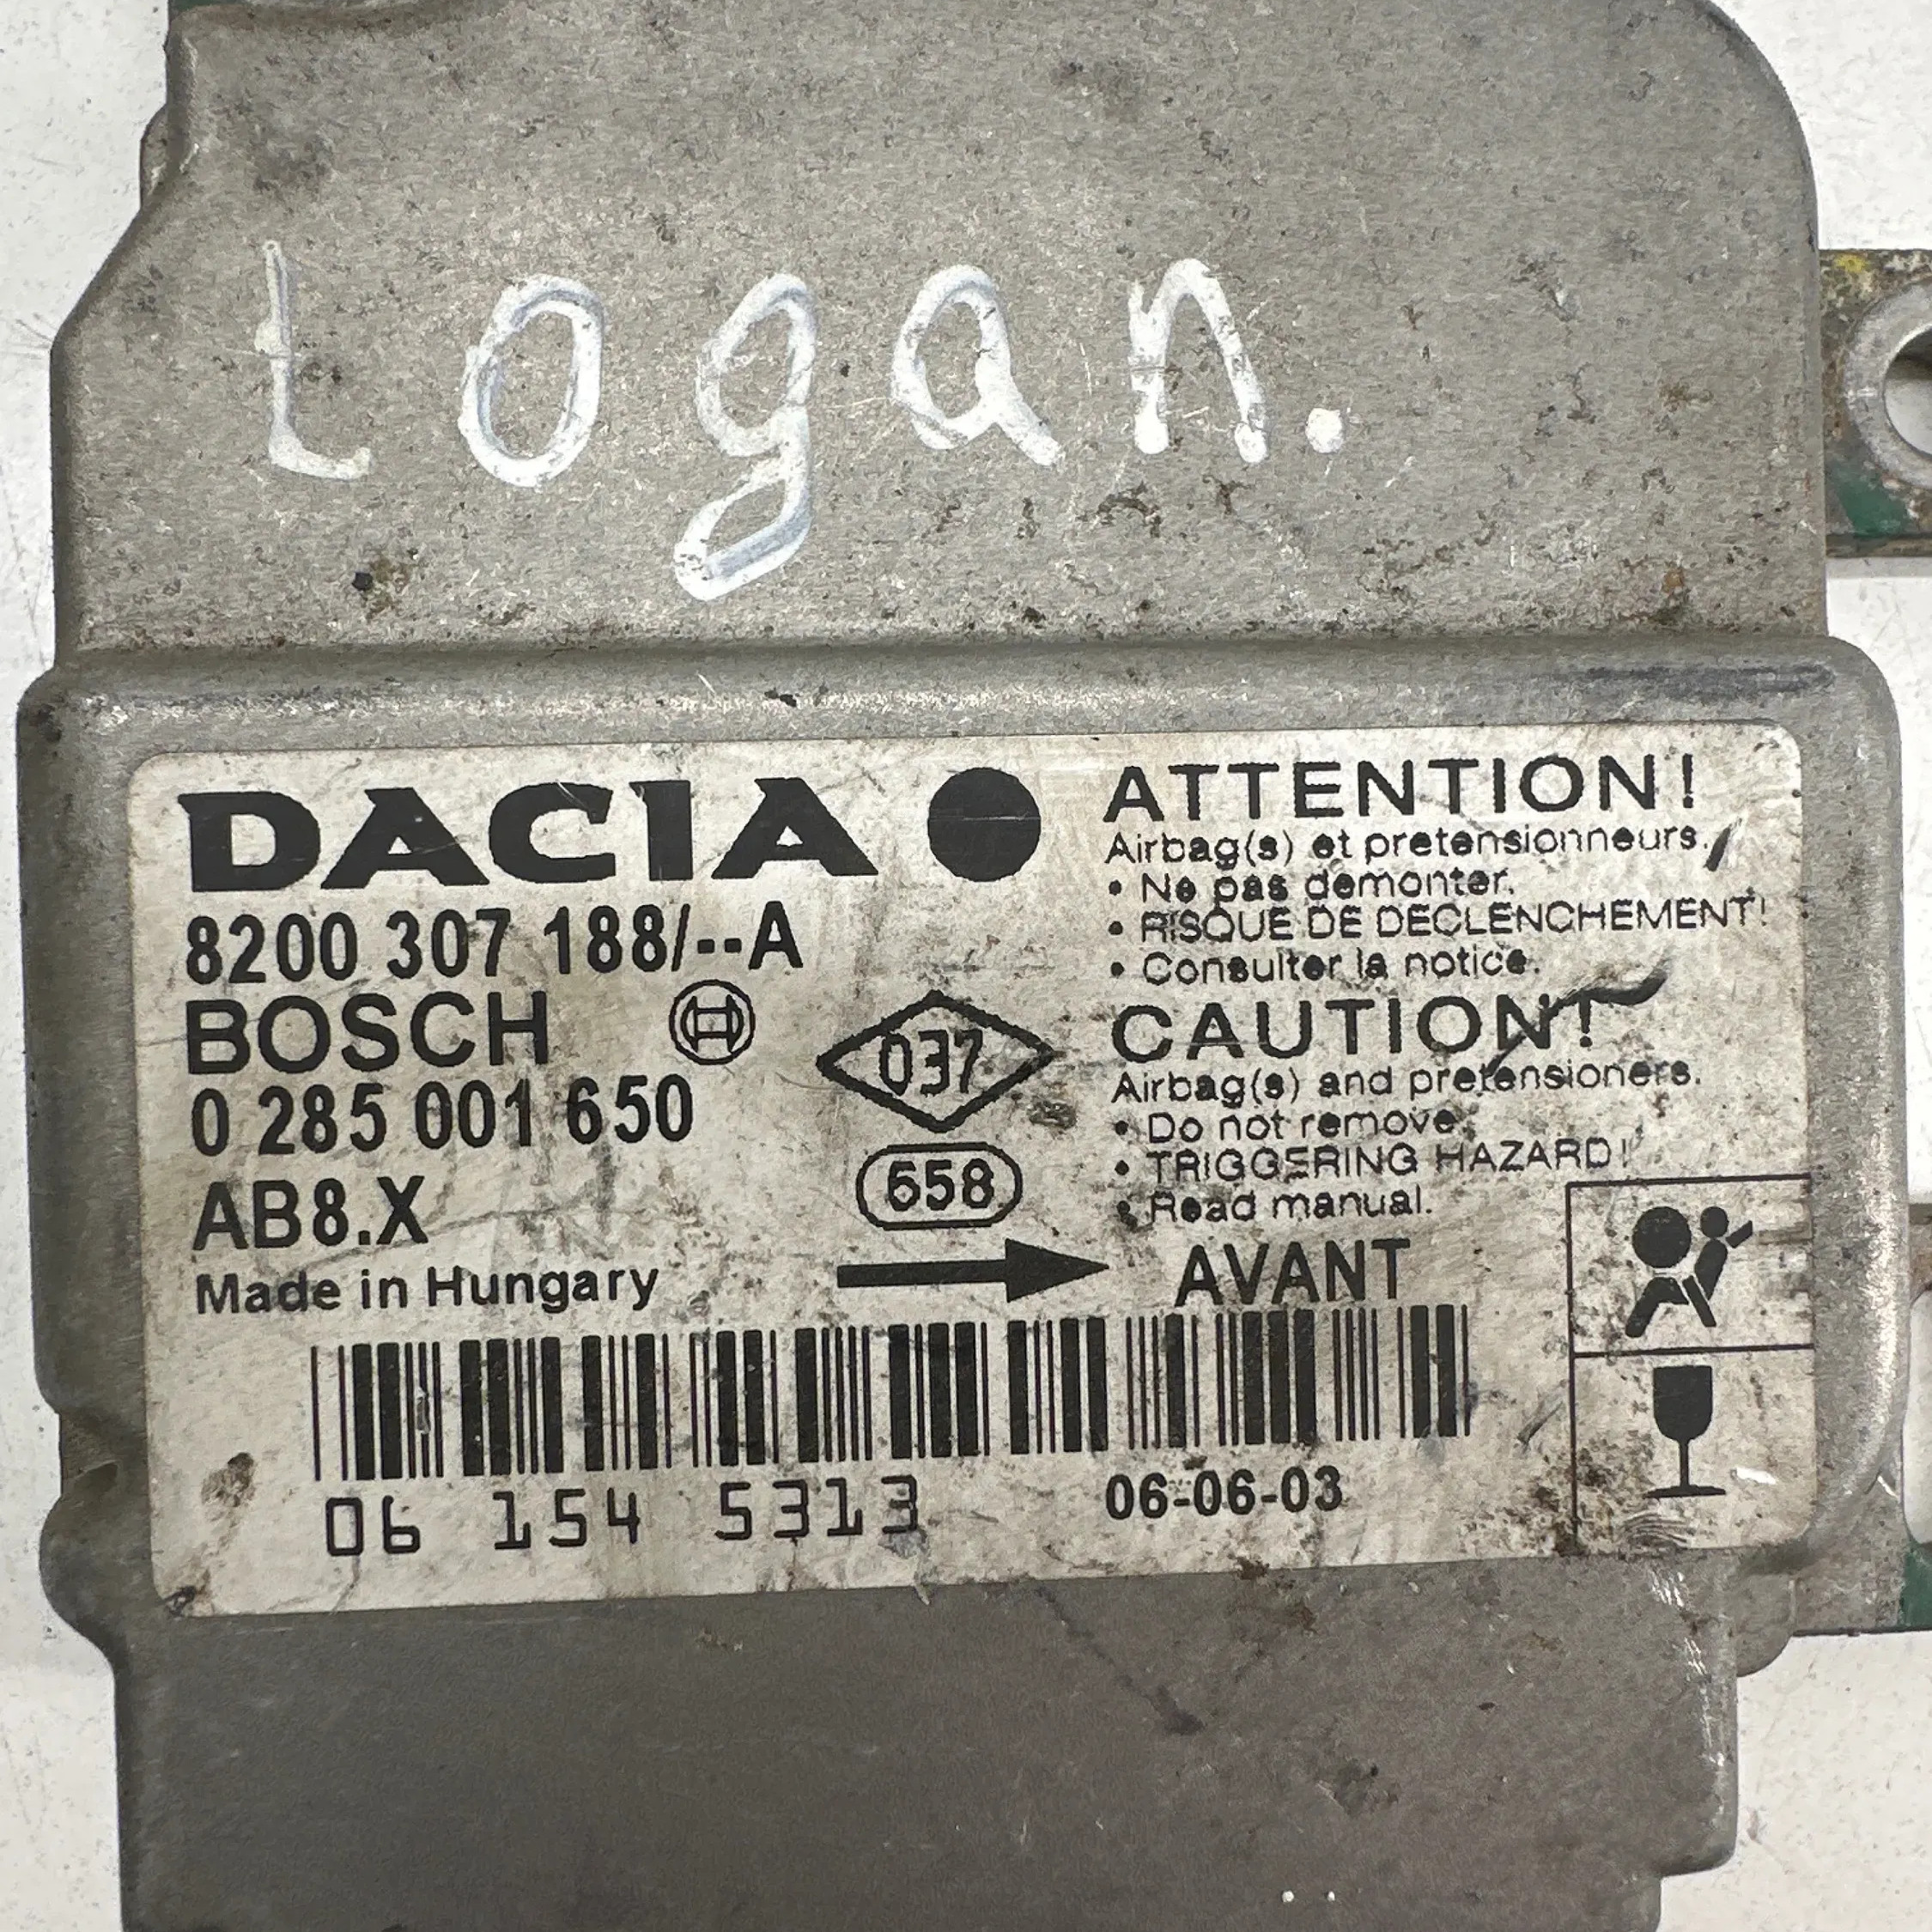 Logan.
DACIA
8200 307 188/--A
BOSCH
0 285 001 650
AB8.X
Made in Hungary
037
658
ATTENTION!
Airbag(s) et pretensionneurs.
• Ne pas demonter.
• RISQUE DE DECLENCHEMENT!
• Consulter la notice.
CAUTION!
Airbag(s) and pretensioners.
• Do not remove.
• TRIGGERING HAZARD!
• Read manual.
AVANT
06 154 5313
06-06-03